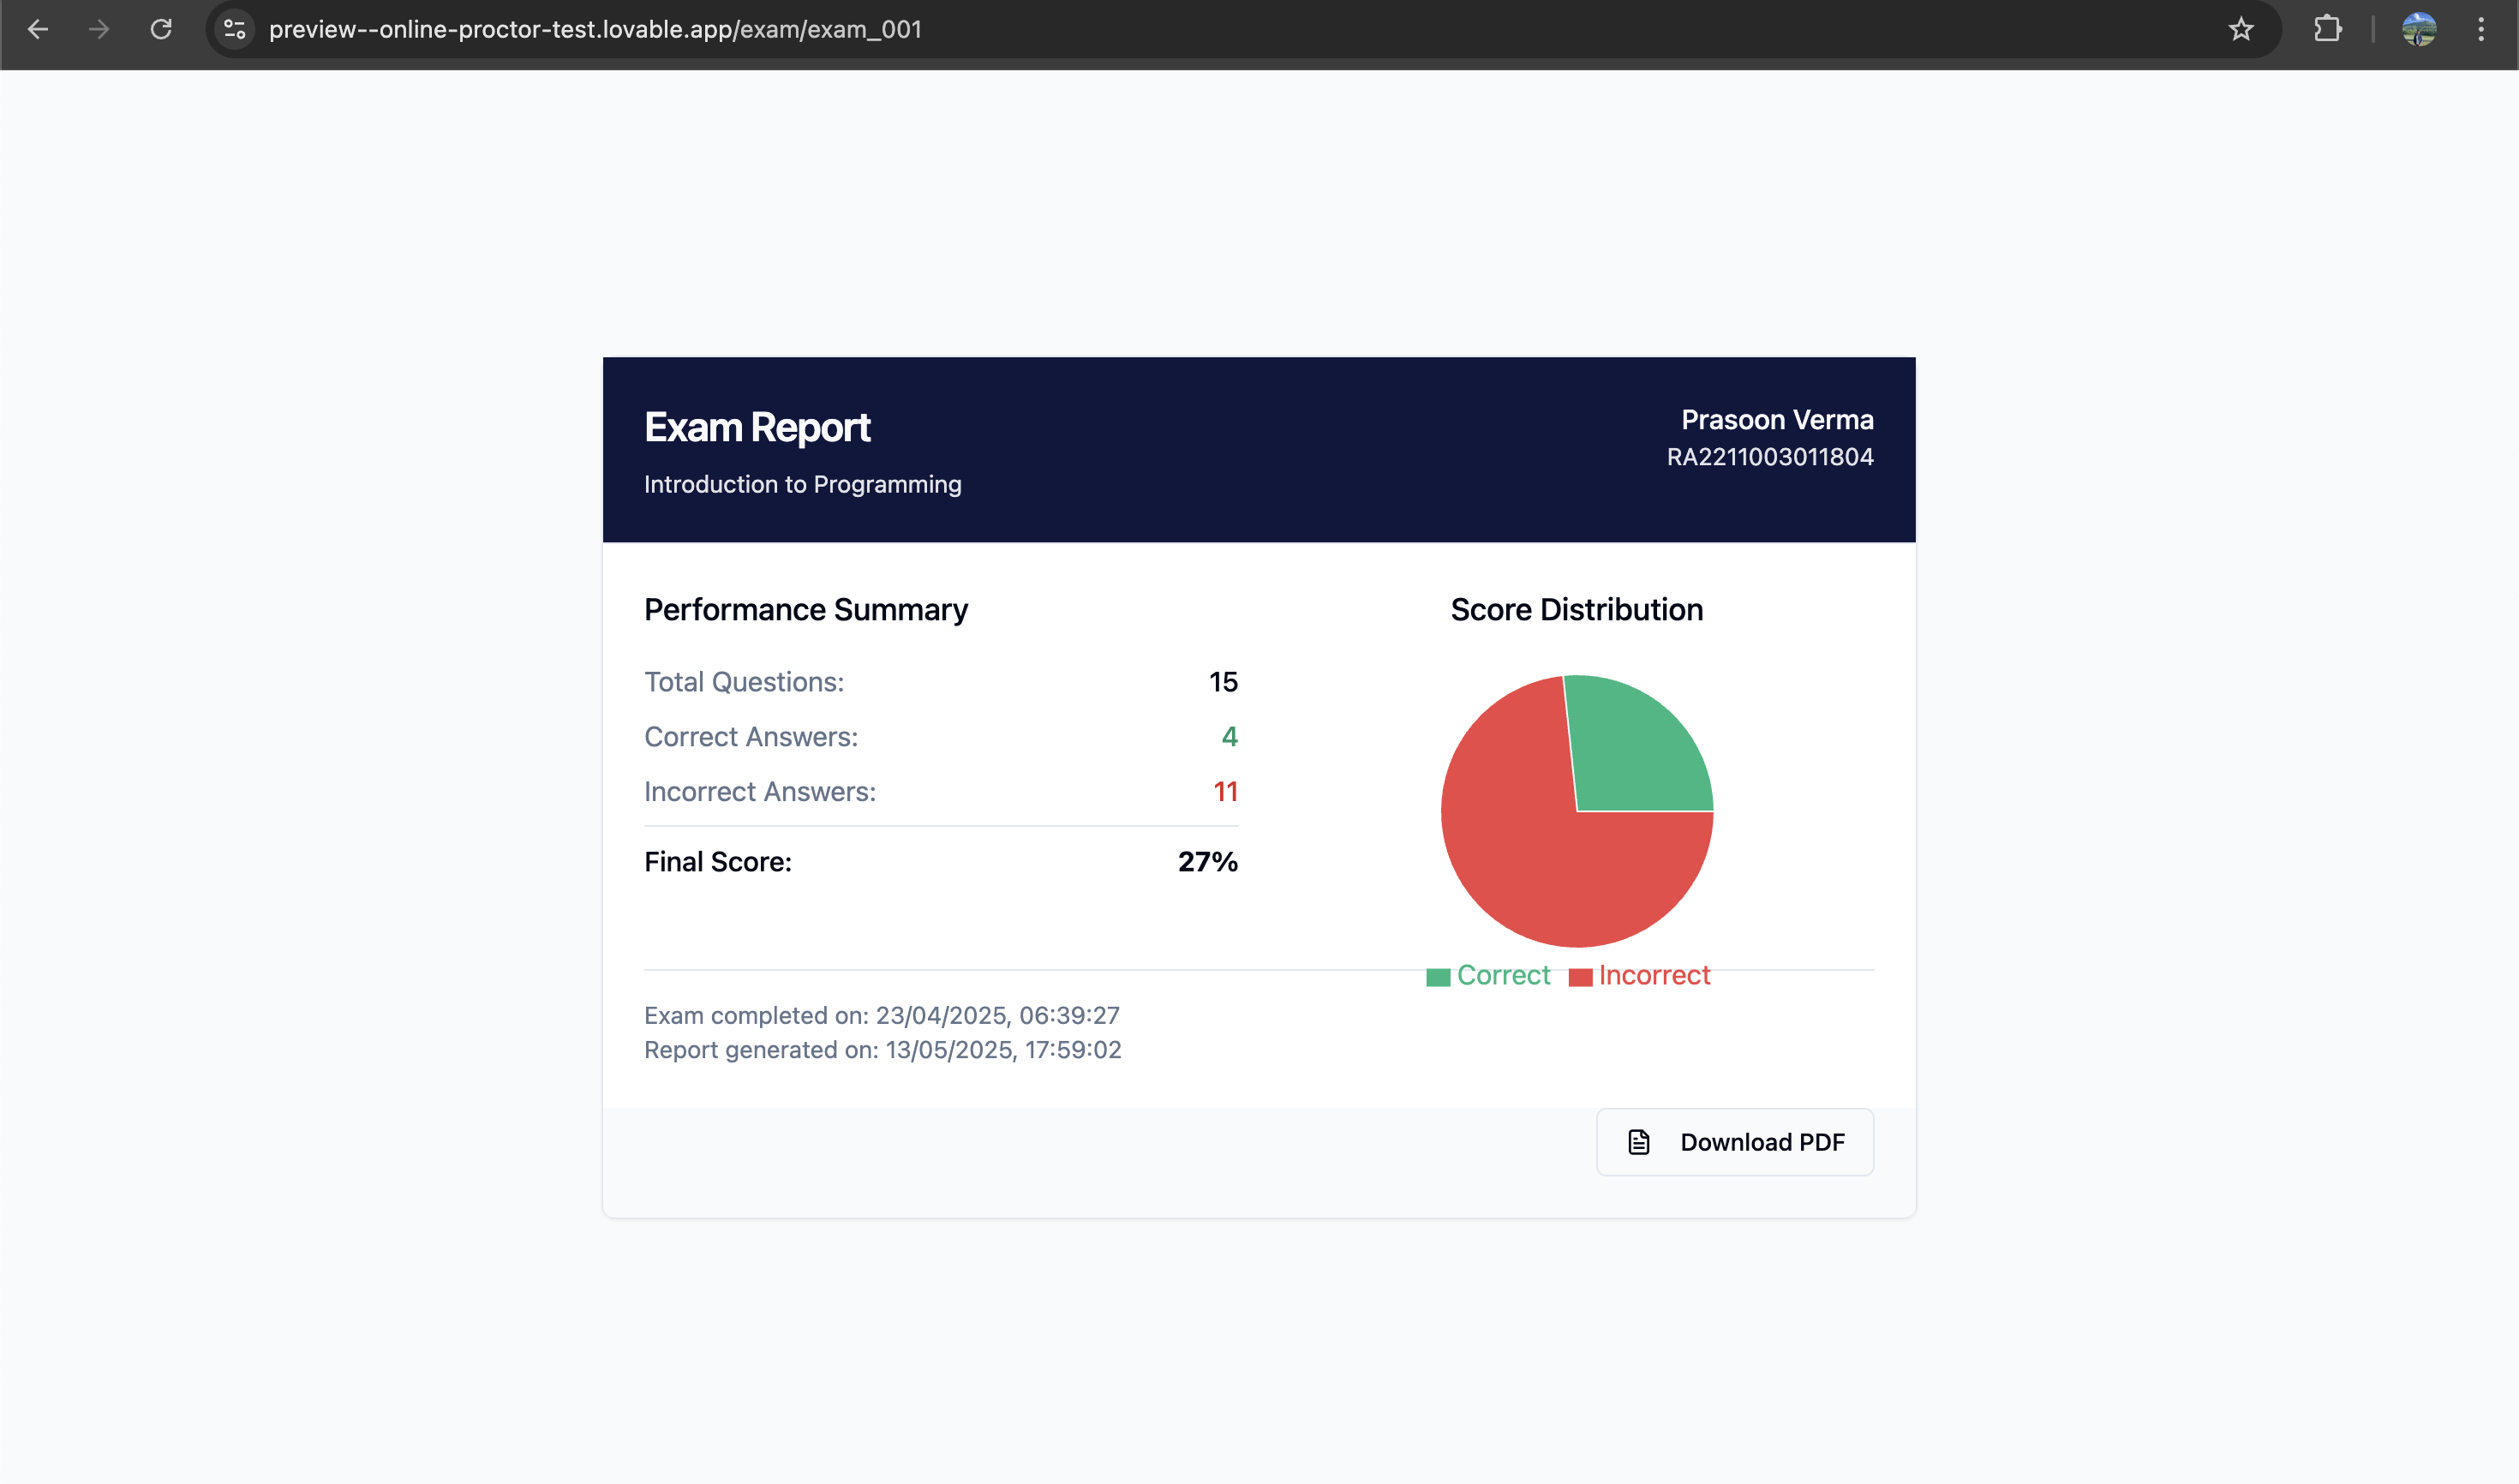 preview--online-proctor-test.lovable.app/exam/exam_001
Exam Report
Introduction to Programming
Prasoon Verma
RA2211003011804
Performance Summary
Total Questions: 15
Correct Answers: 4
Incorrect Answers: 11
Final Score: 27%
Score Distribution
Correct Incorrect
Exam completed on: 23/04/2025, 06:39:27
Report generated on: 13/05/2025, 17:59:02
Download PDF